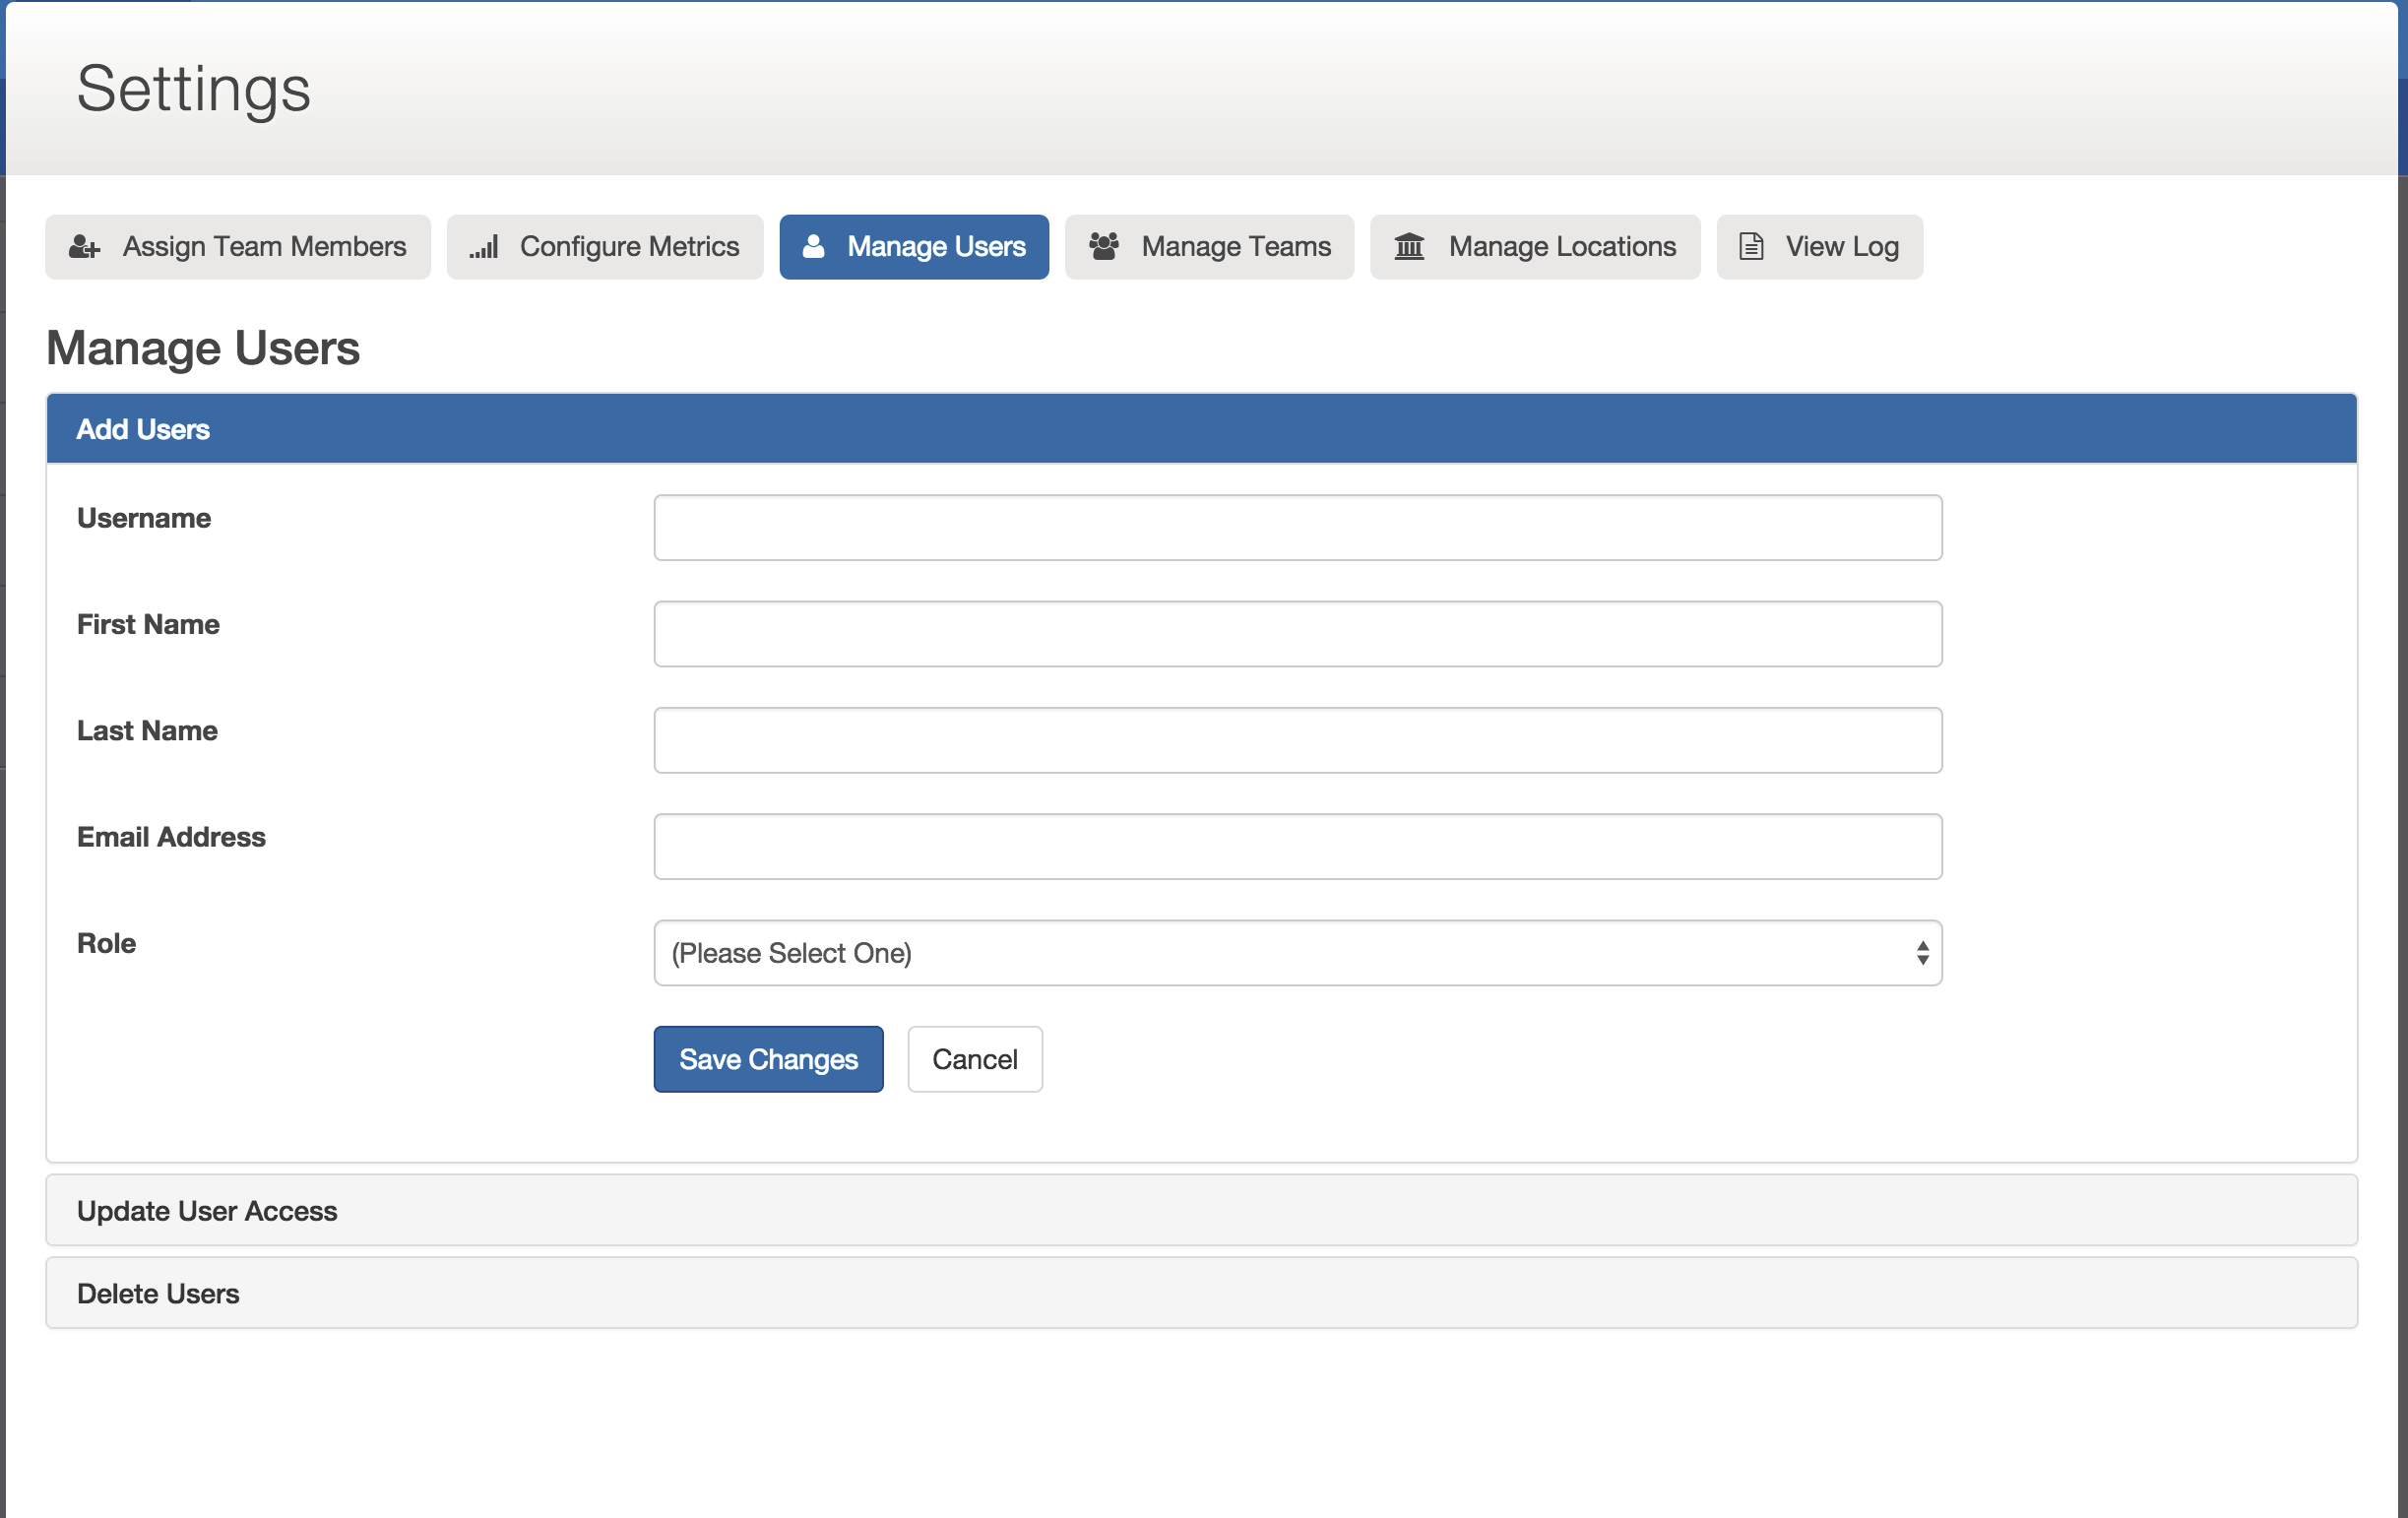 Settings
Assign Team Members Configure Metrics Manage Users Manage Teams Manage Locations View Log
Manage Users
Add Users
Username
First Name
Last Name
Email Address
Role (Please Select One)
Save Changes Cancel
Update User Access
Delete Users